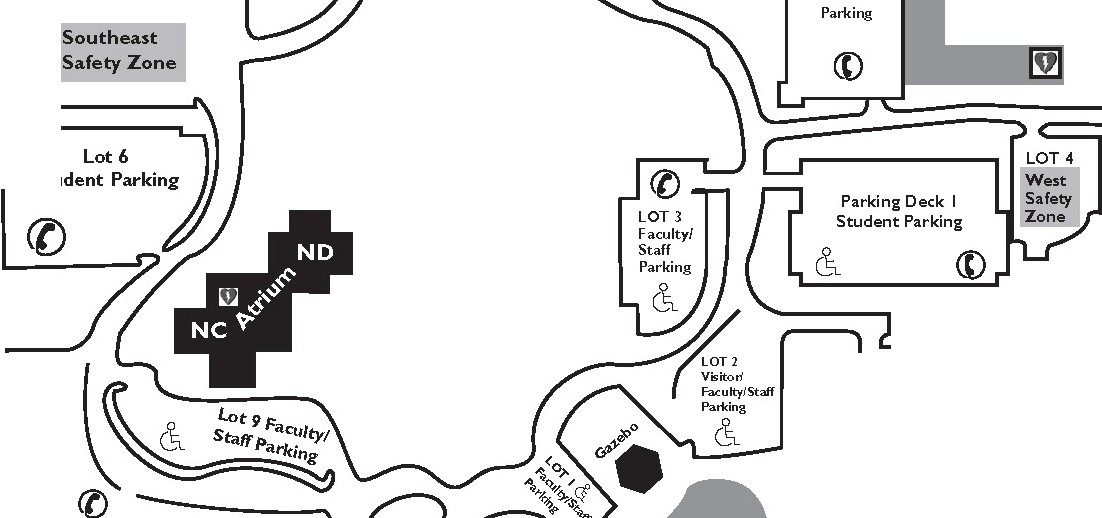 Southeast
Safety Zone
Parking
Lot 6
Parking
ND
Atrium
NC
LOT 3
Faculty/
Staff
Parking
Parking Deck 1
Student Parking
LOT 4
West
Safety
Zone
LOT 2
Visitor/
Faculty/Staff
Parking
Lot 9 Faculty/
Staff Parking
Gazebo
LOT 1
Faculty/Staff
Parking